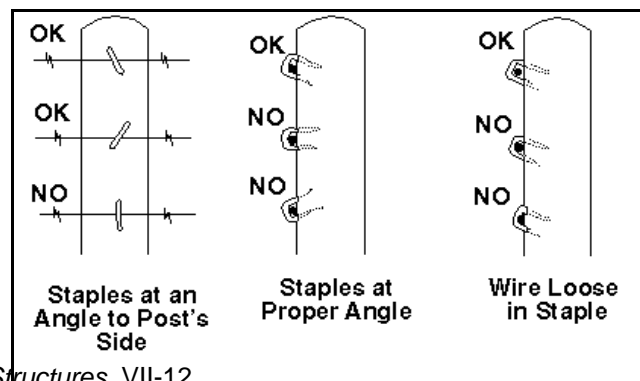 OK
OK
NO
Staples at an
Angle to Post's
Side
OK
NO
NO
Staples at
Proper Angle
OK
NO
NO
Wire Loose
in Staple
Structures, VII-12